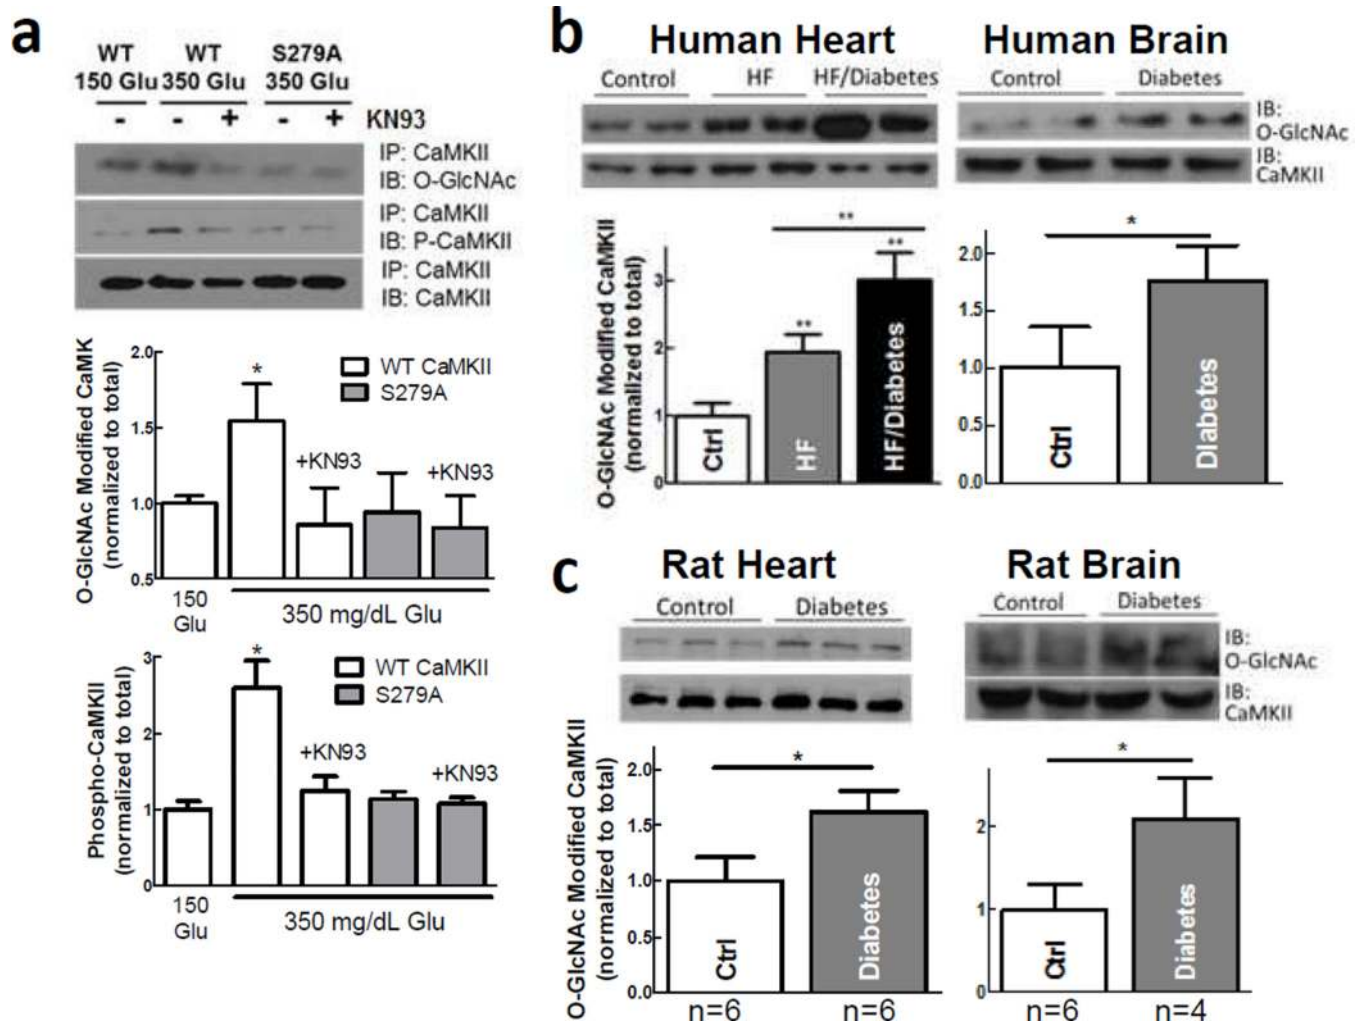 a
WT WT S279A
150 Glu 350 Glu 350 Glu
- - + - + KN93
IP: CaMKII
IB: O-GlcNAc
IP: CaMKII
IB: P-CaMKII
IP: CaMKII
IB: CaMKII
O-GlcNAc Modified CaMK
(normalized to total)
2.0
1.5
1.0
0.5
*
+KN93
+KN93
WT CaMKII
S279A
150
Glu
350 mg/dL Glu
Phospho-CaMKII
(normalized to total)
3
2
1
0
*
+KN93
+KN93
WT CaMKII
S279A
150
Glu
350 mg/dL Glu
b
Human Heart
Control HF HF/Diabetes
O-GlcNAc Modified CaMKII
(normalized to total)
3
2
1
0
**
**
**
Ctrl
HF
HF/Diabetes
Human Brain
Control Diabetes
IB:
O-GlcNAc
IB:
CaMKII
2.0
1.5
1.0
0.5
0.0
*
Ctrl
Diabetes
c
Rat Heart
Control Diabetes
O-GlcNAc Modified CaMKII
(normalized to total)
2.0
1.5
1.0
0.5
0.0
*
Ctrl
Diabetes
n=6 n=6
Rat Brain
Control Diabetes
IB:
O-GlcNAc
IB:
CaMKII
2
1
0
*
Ctrl
Diabetes
n=6 n=4